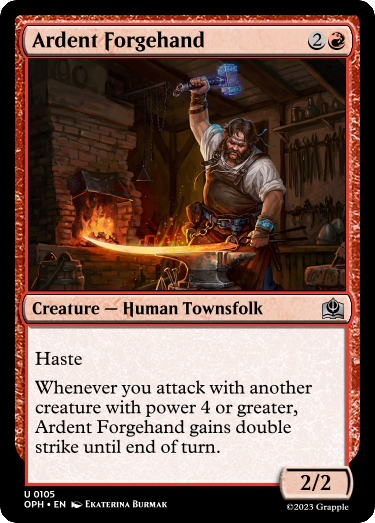 Ardent Forgehand 2
Creature — Human Townsfolk
Haste
Whenever you attack with another
creature with power 4 or greater,
Ardent Forgehand gains double
strike until end of turn.
2/2
U 0105
OPH • EN Ekaterina Burmak
©2023 Grapple